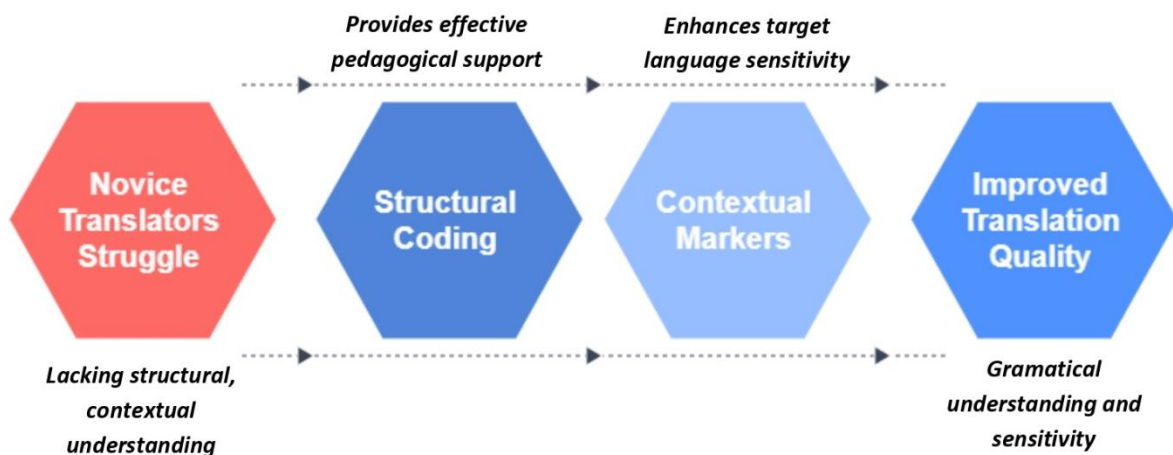 Provides effective
pedagogical support
Enhances target
language sensitivity
Novice
Translators
Struggle
Structural
Coding
Contextual
Markers
Improved
Translation
Quality
Lacking structural,
contextual
understanding
Gramatical
understanding and
sensitivity